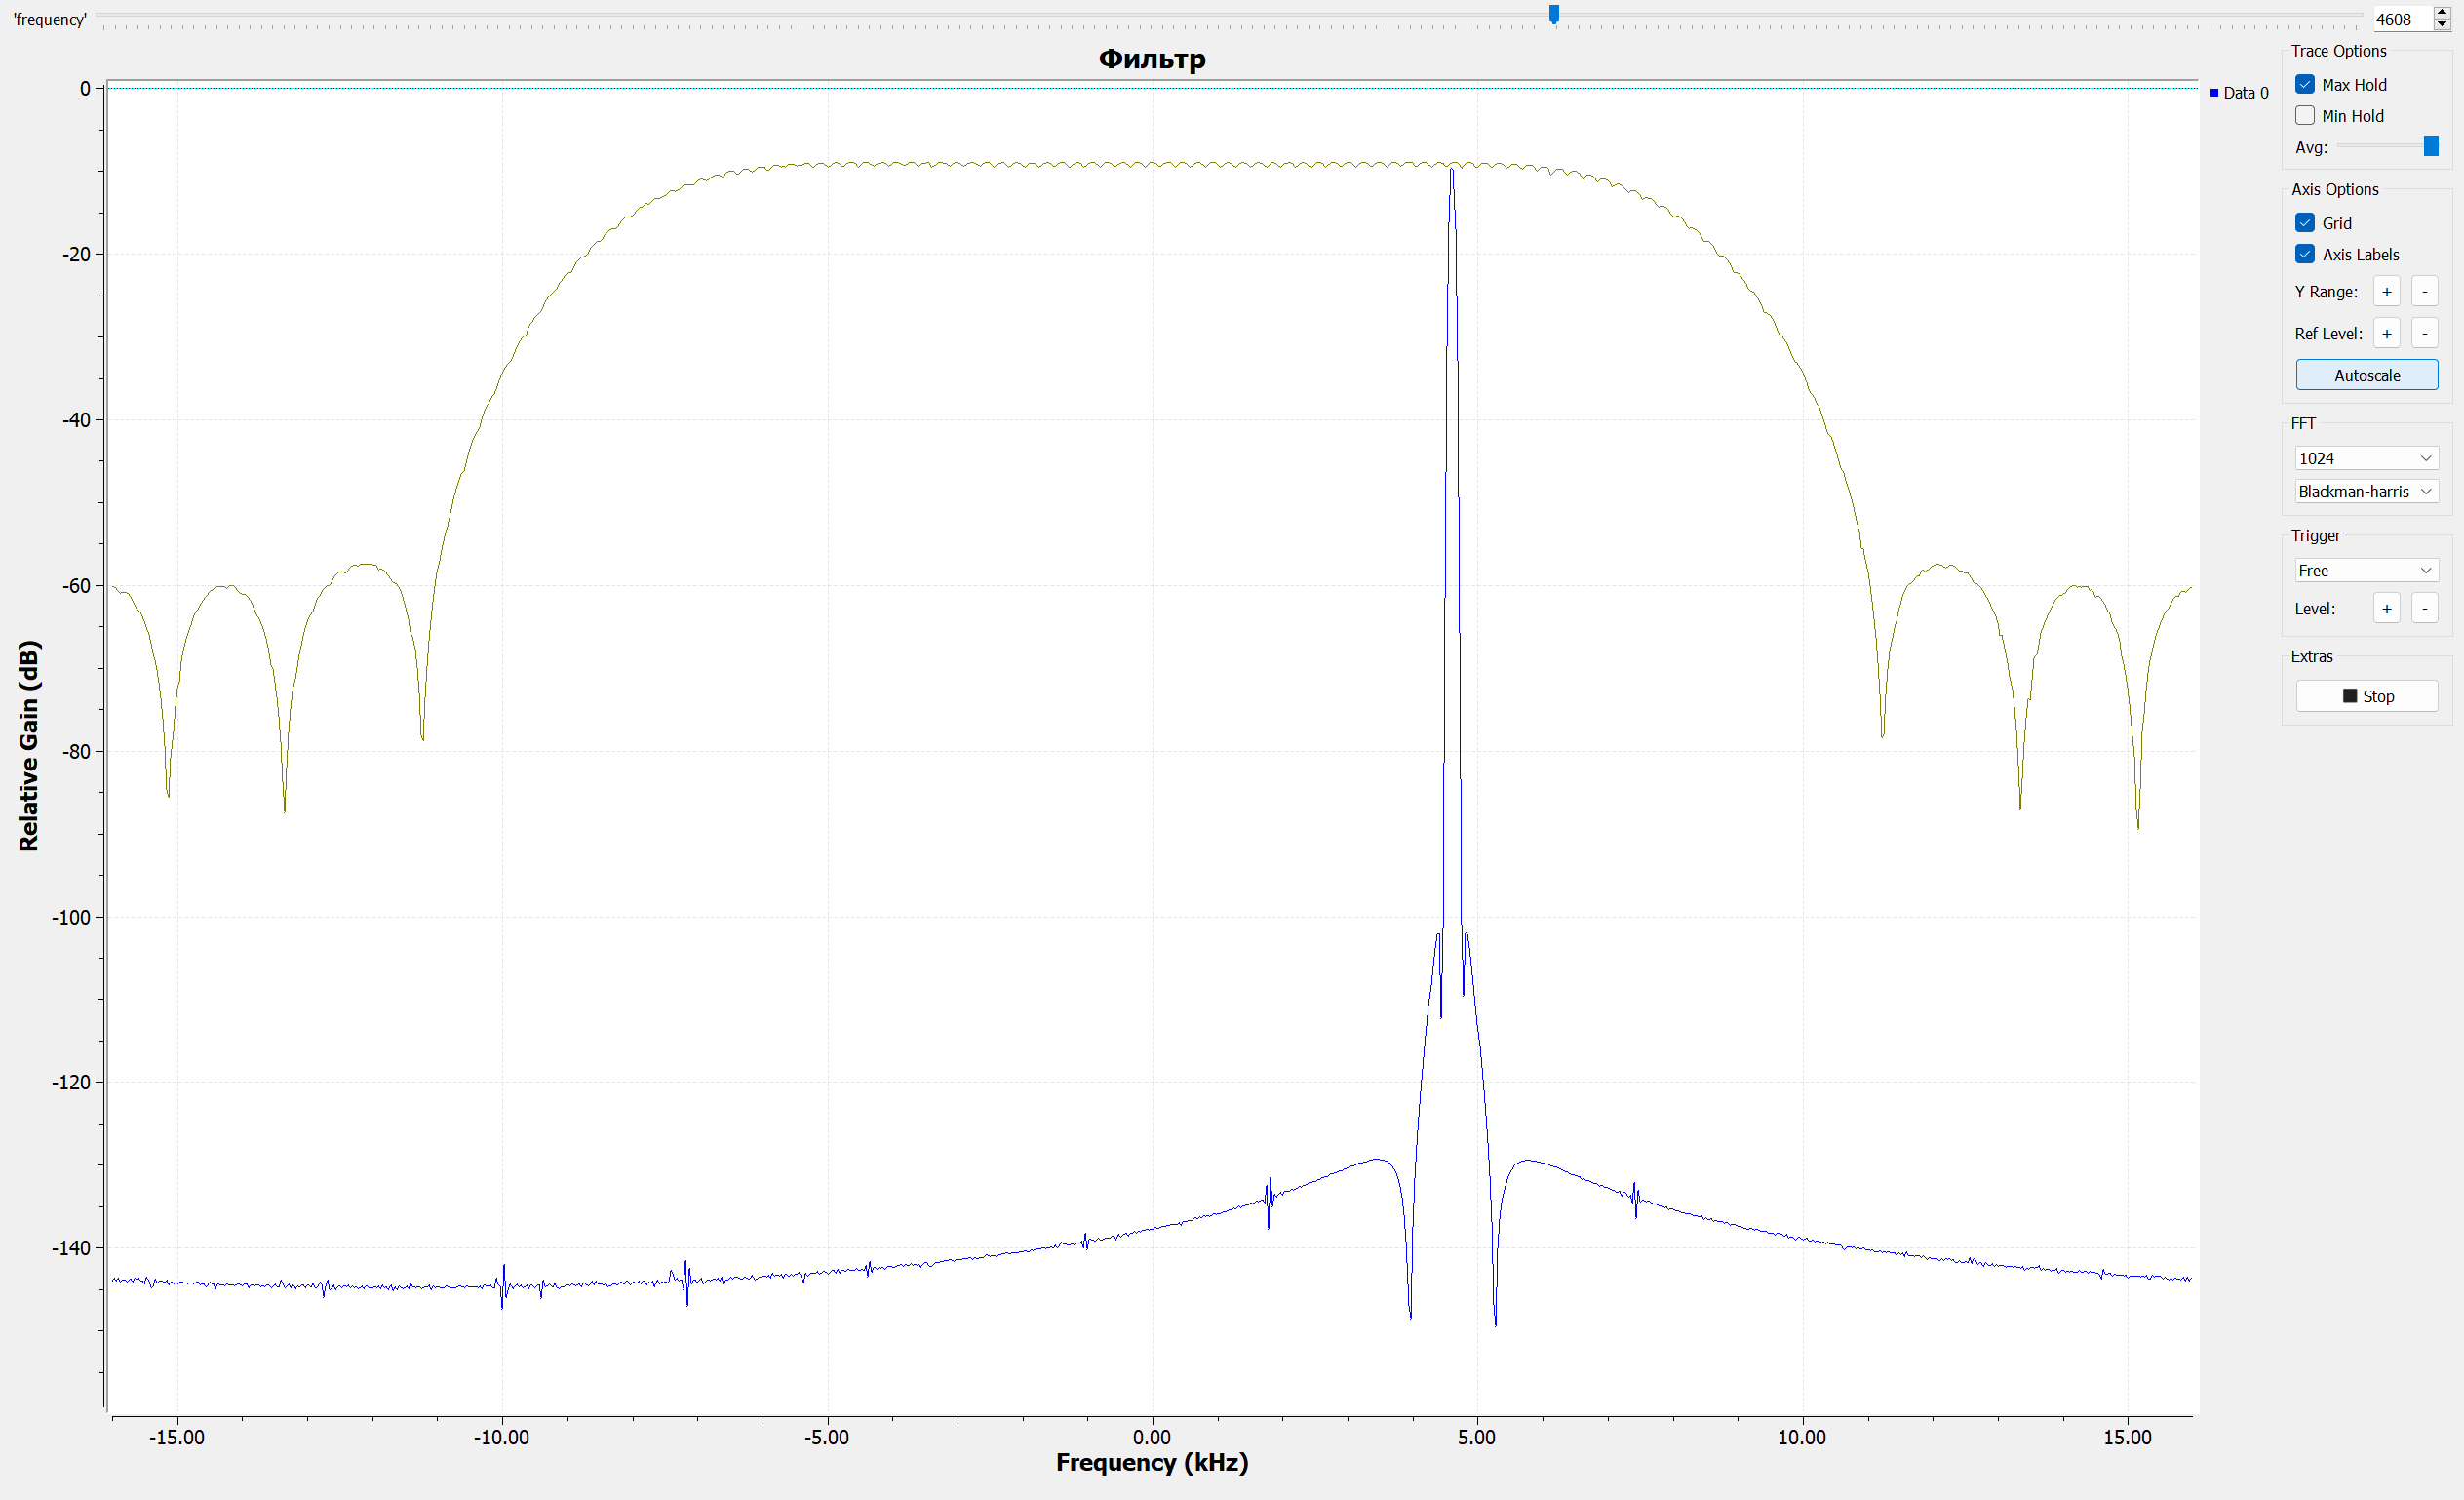 'frequency'
4608
Фильтр
Data 0
Trace Options
Max Hold
Min Hold
Avg:
Axis Options
Grid
Axis Labels
Y Range:
+
-
Ref Level:
+
-
Autoscale
FFT
1024
Blackman-harris
Trigger
Free
Level:
+
-
Extras
Stop
Relative Gain (dB)
0
-20
-40
-60
-80
-100
-120
-140
-15.00
-10.00
-5.00
0.00
5.00
10.00
15.00
Frequency (kHz)